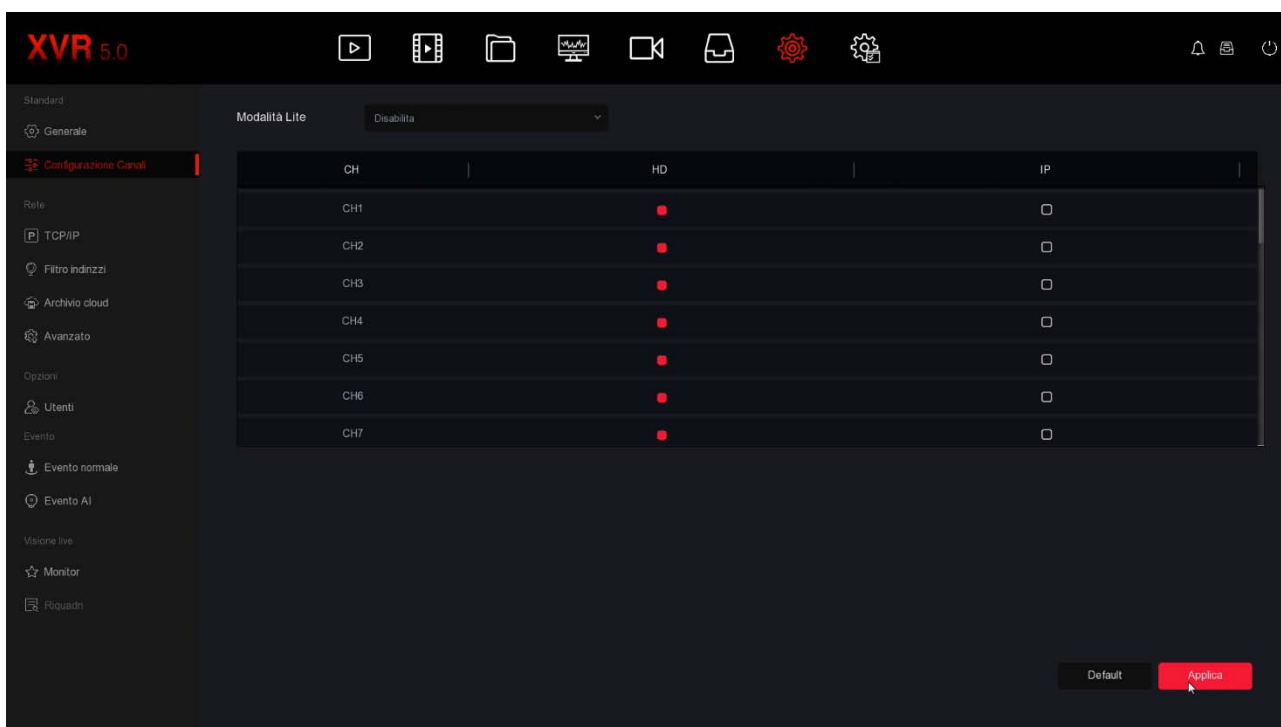 XVR 5.0
Standard
Generale
Configurazione Canali
Rete
P TCP/IP
Filtro indirizzi
Archivio cloud
Avanzato
Opzioni
Utenti
Evento
Evento normale
Evento AI
Visione live
Monitor
Riquadri
Modalità Lite Disabilita
CH HD IP
CH1
CH2
CH3
CH4
CH5
CH6
CH7
Default Applica